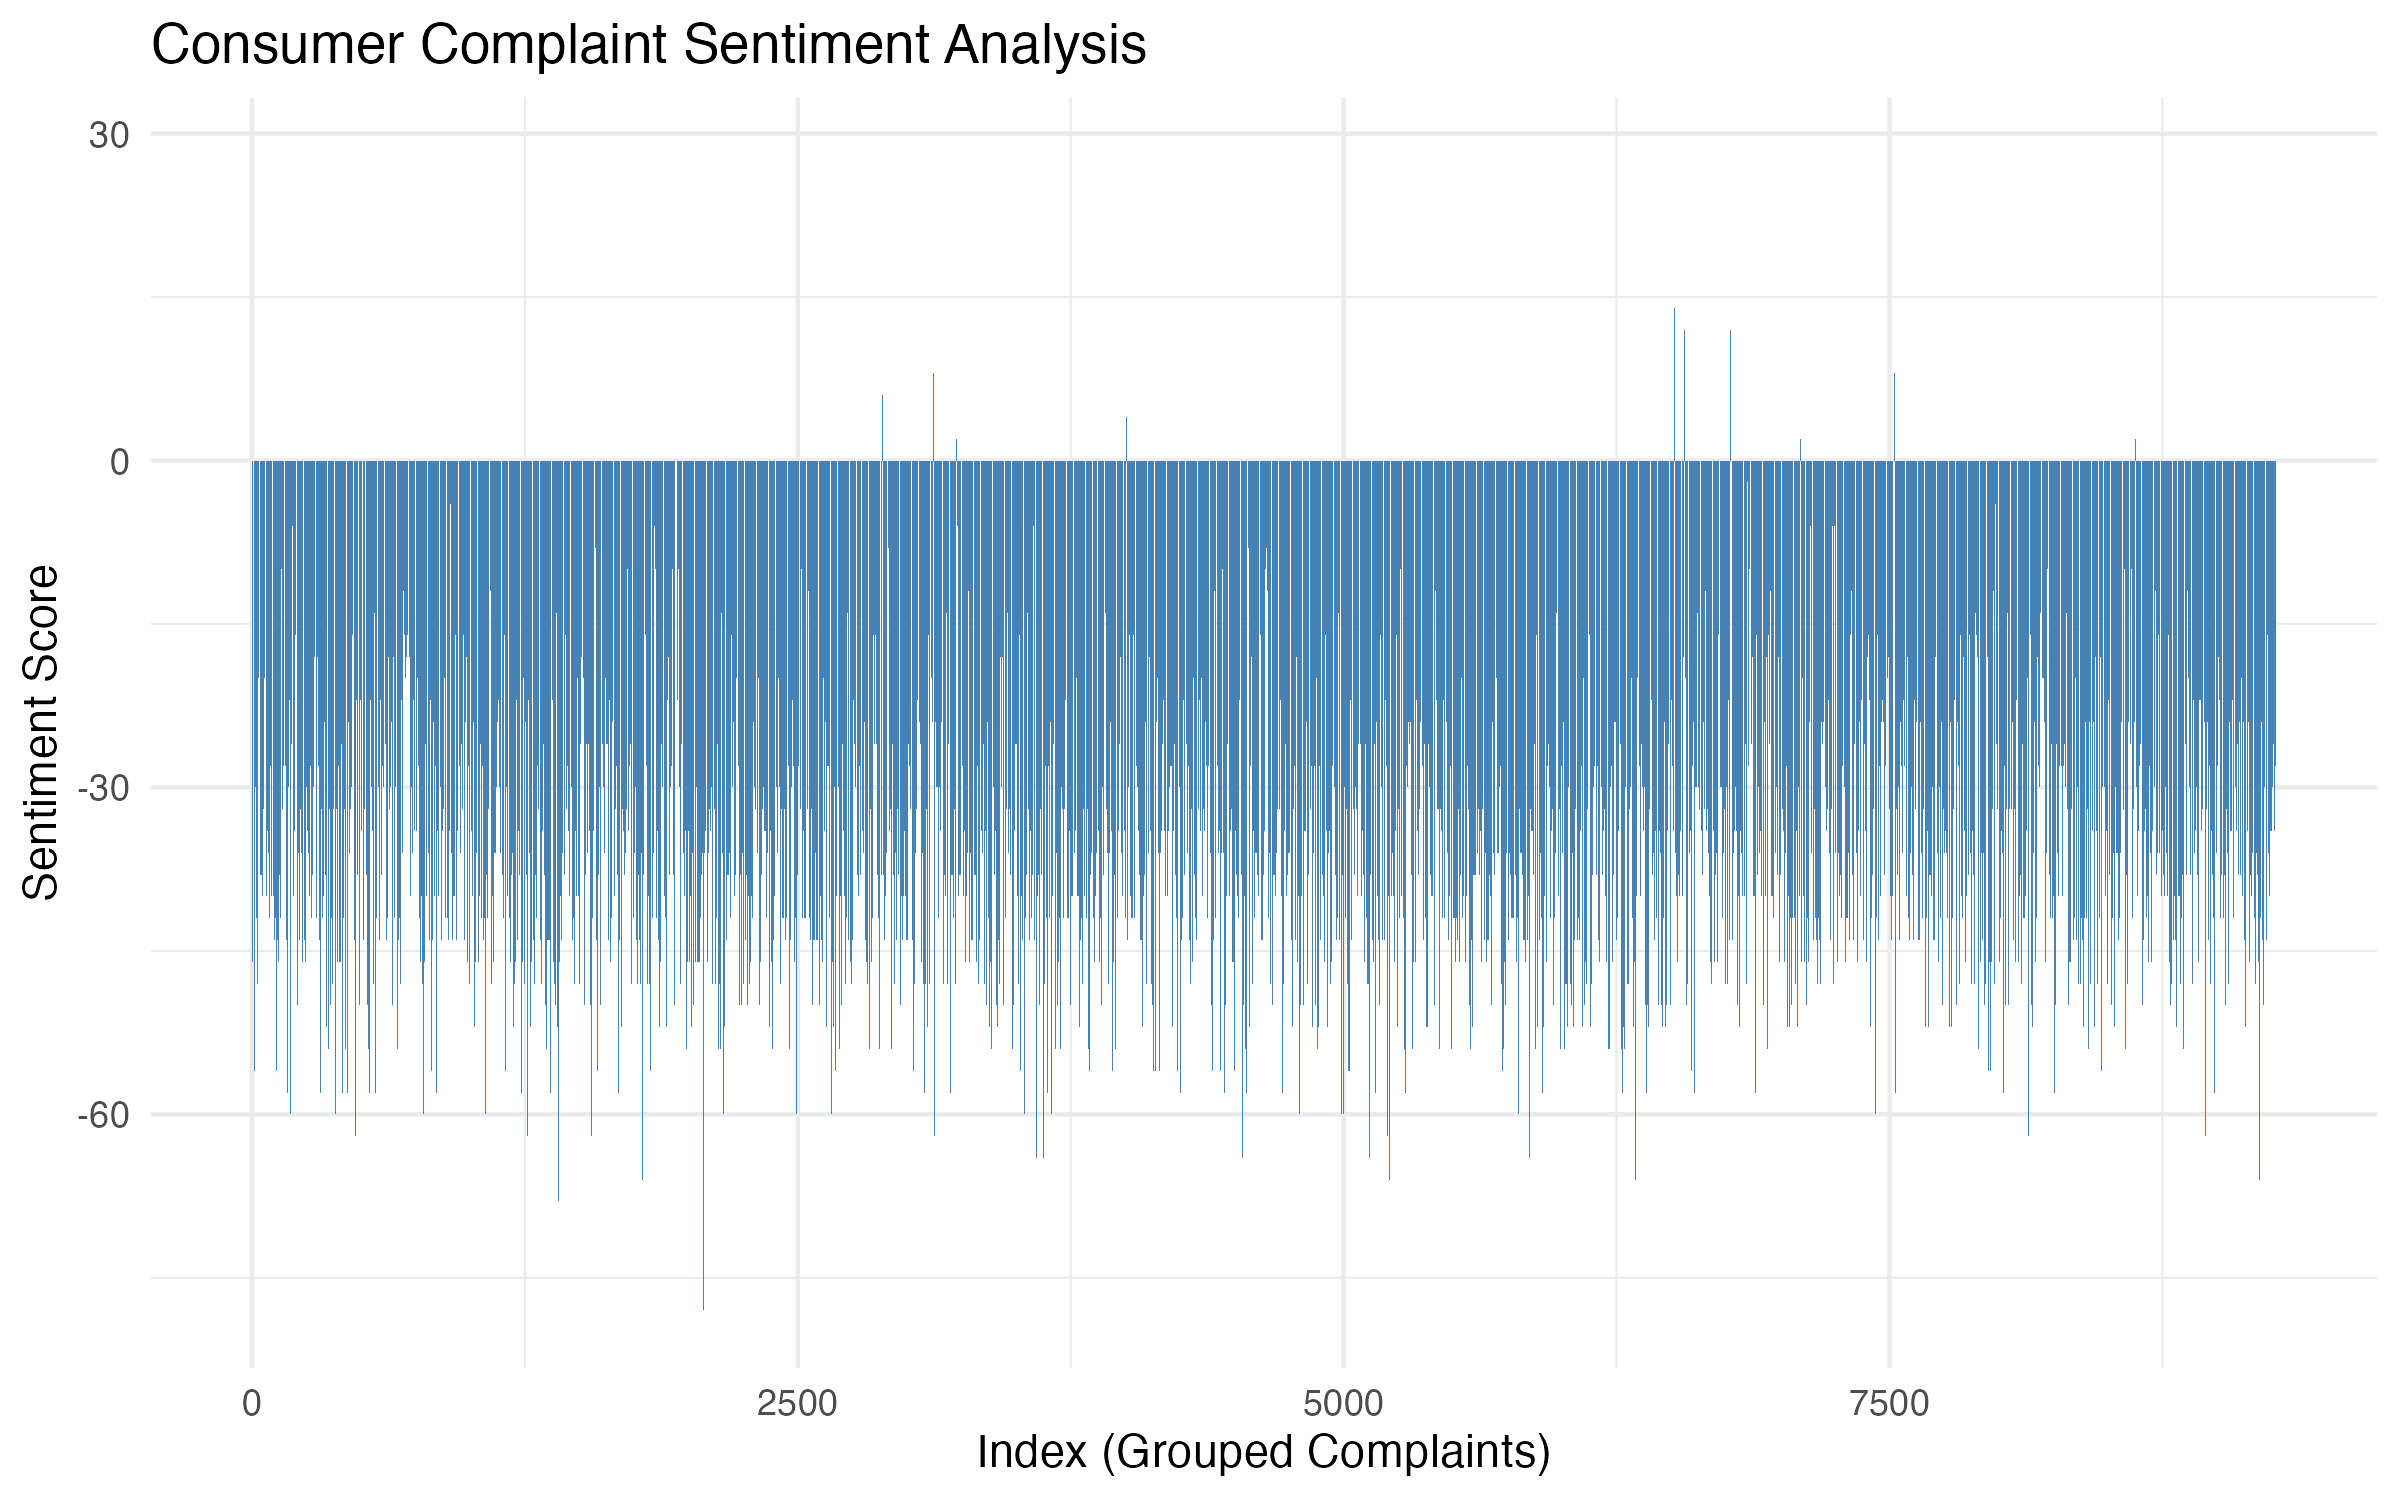 Consumer Complaint Sentiment Analysis
30
0
-30
-60
Sentiment Score
0 2500 5000 7500
Index (Grouped Complaints)